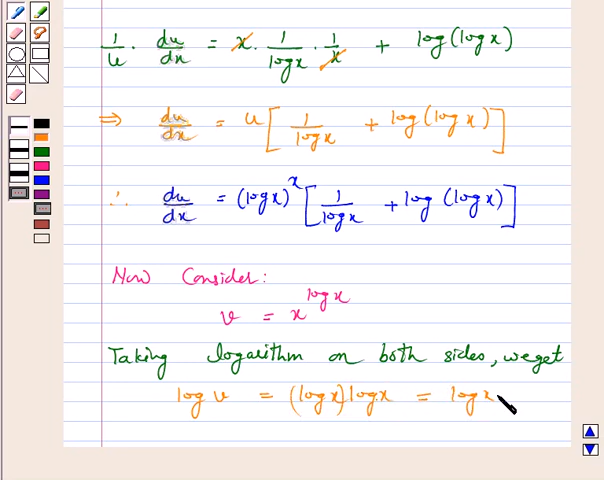 1/u · du/dx = x · 1/log x · 1/x + log(log x)
⇒ du/dx = u [ 1/log x + log(log x) ]
∴ du/dx = (log x)^x [ 1/log x + log (log x) ]
Now Consider:
v = x^log x
Taking logarithm on both sides, we get
log v = (log x) log x = log x